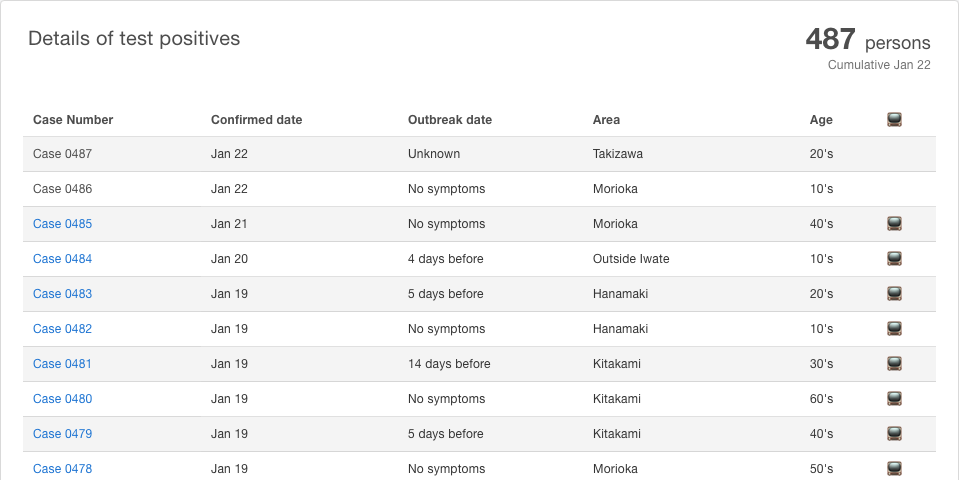 Details of test positives
487 persons
Cumulative Jan 22
Case Number Confirmed date Outbreak date Area Age
Case 0487 Jan 22 Unknown Takizawa 20's
Case 0486 Jan 22 No symptoms Morioka 10's
Case 0485 Jan 21 No symptoms Morioka 40's
Case 0484 Jan 20 4 days before Outside Iwate 10's
Case 0483 Jan 19 5 days before Hanamaki 20's
Case 0482 Jan 19 No symptoms Hanamaki 10's
Case 0481 Jan 19 14 days before Kitakami 30's
Case 0480 Jan 19 No symptoms Kitakami 60's
Case 0479 Jan 19 5 days before Kitakami 40's
Case 0478 Jan 19 No symptoms Morioka 50's